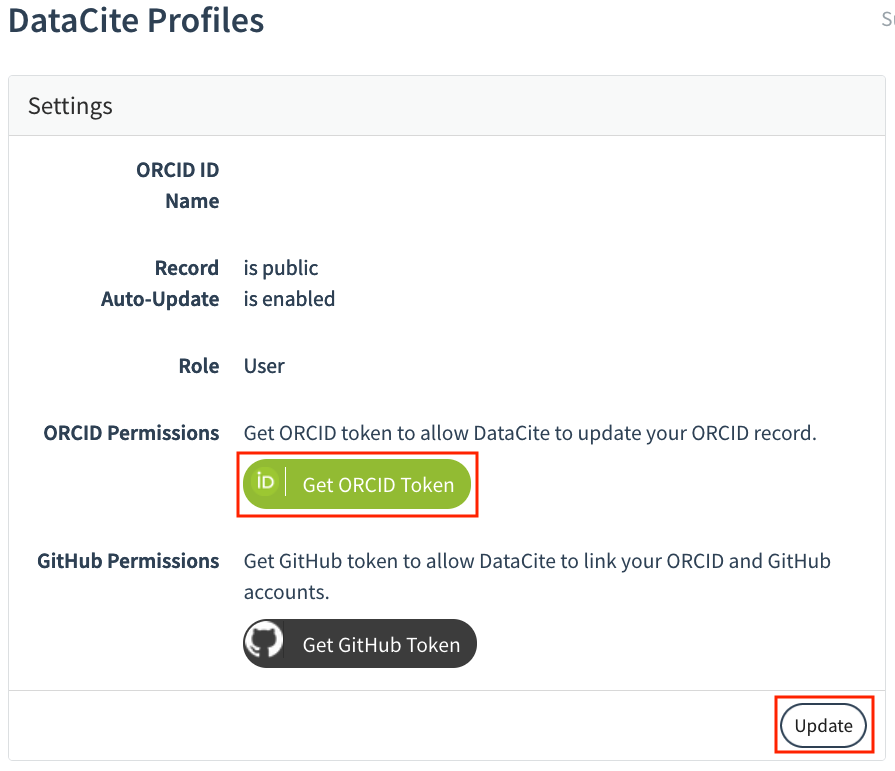 DataCite Profiles
Settings
ORCID ID
Name
Record is public
Auto-Update is enabled
Role User
ORCID Permissions Get ORCID token to allow DataCite to update your ORCID record.
iD Get ORCID Token
GitHub Permissions Get GitHub token to allow DataCite to link your ORCID and GitHub
accounts.
Get GitHub Token
Update